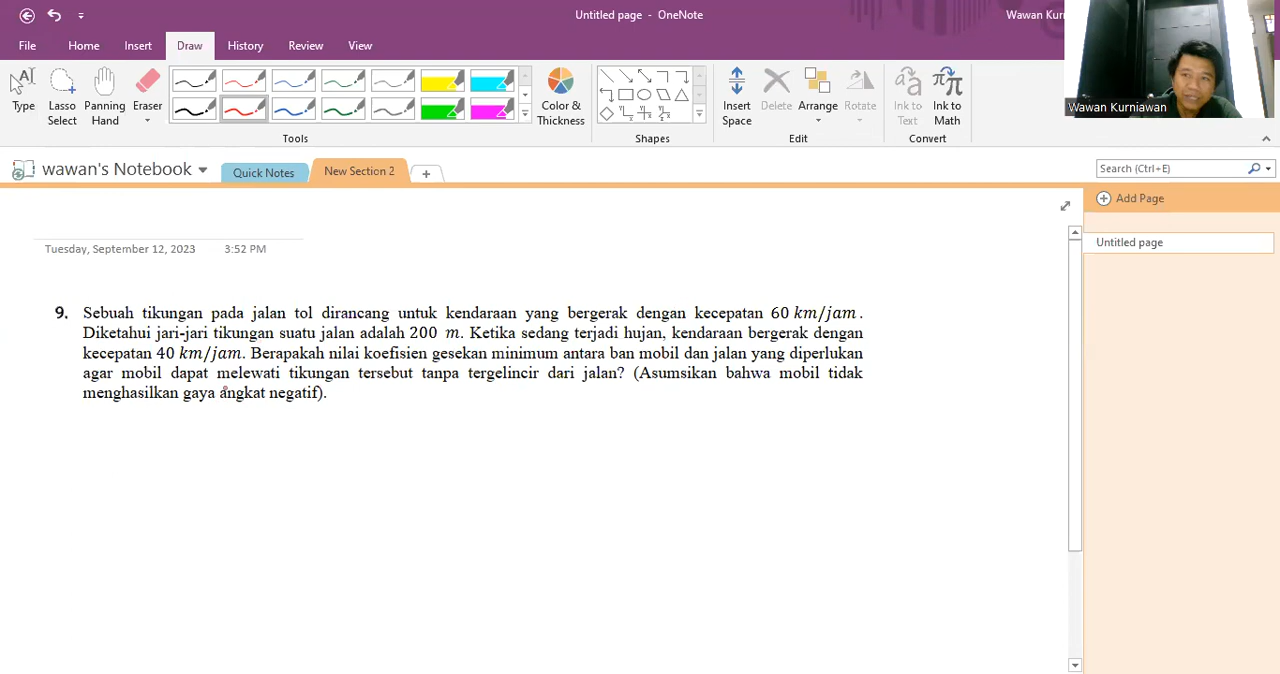 Untitled page - OneNote
Wawan Kurn
File Home Insert Draw History Review View
Type
Lasso Select
Panning Hand
Eraser
Color & Thickness
Insert Space
Delete
Arrange
Rotate
Ink to Text
Ink to Math
Tools
Shapes
Edit
Convert
Wawan Kurniawan
wawan's Notebook
Quick Notes
New Section 2
Search (Ctrl+E)
Add Page
Untitled page
Tuesday, September 12, 2023 3:52 PM
9. Sebuah tikungan pada jalan tol dirancang untuk kendaraan yang bergerak dengan kecepatan 60 km/jam.
Diketahui jari-jari tikungan suatu jalan adalah 200 m. Ketika sedang terjadi hujan, kendaraan bergerak dengan
kecepatan 40 km/jam. Berapakah nilai koefisien gesekan minimum antara ban mobil dan jalan yang diperlukan
agar mobil dapat melewati tikungan tersebut tanpa tergelincir dari jalan? (Asumsikan bahwa mobil tidak
menghasilkan gaya angkat negatif).